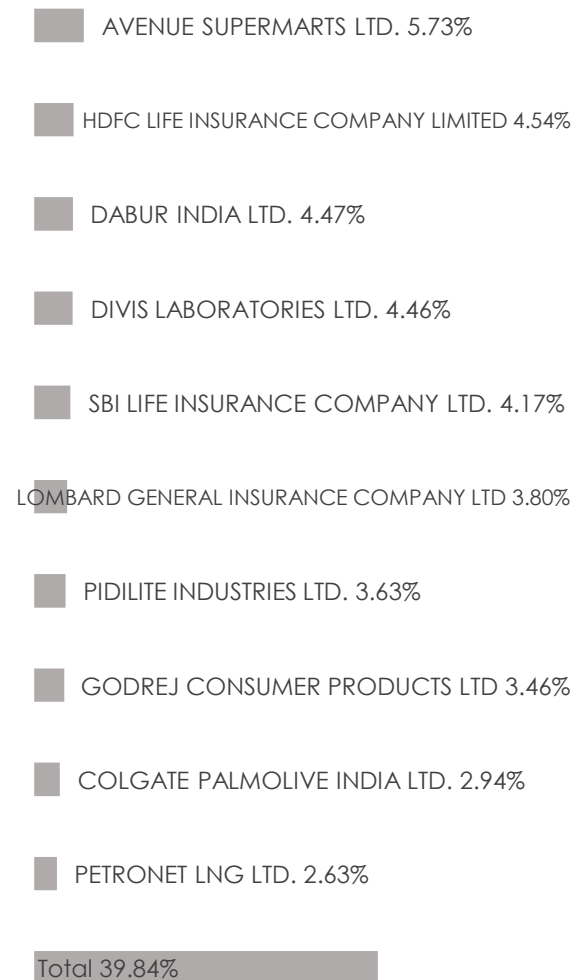 AVENUE SUPERMARTS LTD. 5.73%
HDFC LIFE INSURANCE COMPANY LIMITED 4.54%
DABUR INDIA LTD. 4.47%
DIVIS LABORATORIES LTD. 4.46%
SBI LIFE INSURANCE COMPANY LTD. 4.17%
LOMBARD GENERAL INSURANCE COMPANY LTD 3.80%
PIDILITE INDUSTRIES LTD. 3.63%
GODREJ CONSUMER PRODUCTS LTD 3.46%
COLGATE PALMOLIVE INDIA LTD. 2.94%
PETRONET LNG LTD. 2.63%
Total 39.84%